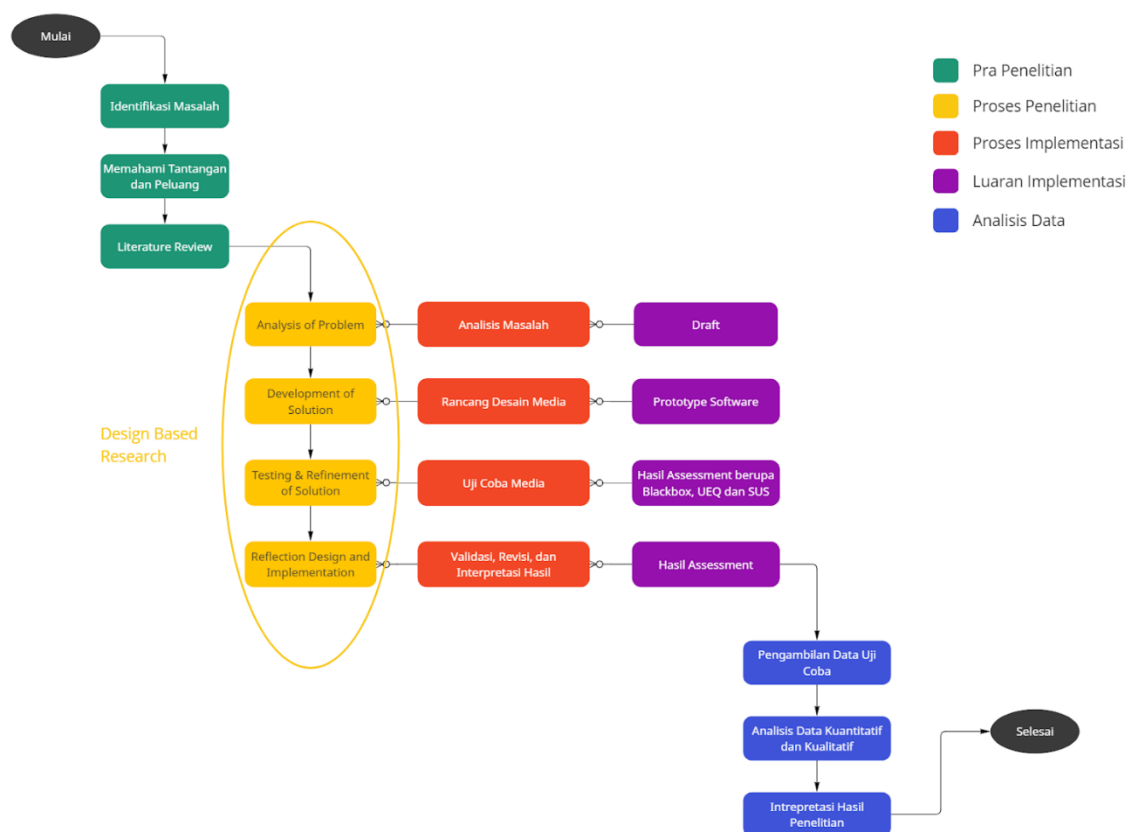 Mulai
Identifikasi Masalah
Memahami Tantangan
dan Peluang
Literature Review
Pra Penelitian
Proses Penelitian
Proses Implementasi
Luaran Implementasi
Analisis Data
Design Based
Research
Analysis of Problem
Analisis Masalah
Draft
Development of
Solution
Rancang Desain Media
Prototype Software
Testing & Refinement
of Solution
Uji Coba Media
Hasil Assessment berupa
Blackbox, UEQ dan SUS
Reflection Design and
Implementation
Validasi, Revisi, dan
Interpretasi Hasil
Hasil Assessment
Pengambilan Data Uji
Coba
Analisis Data Kuantitatif
dan Kualitatif
Intrepretasi Hasil
Penelitian
Selesai